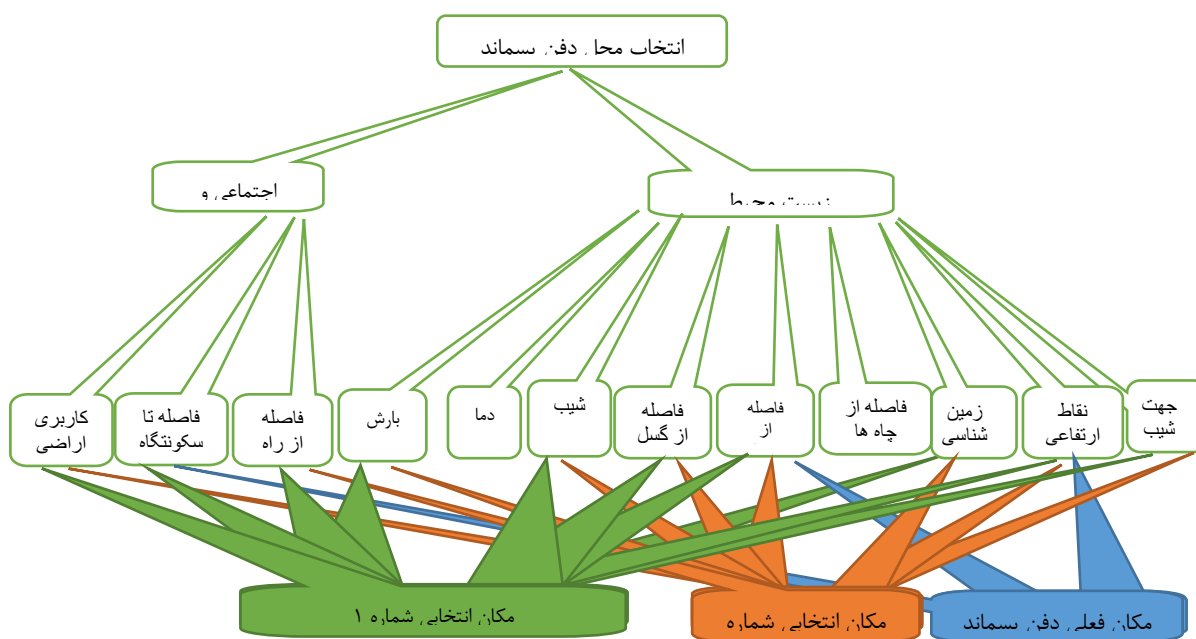 انتخاب محل دفن پسماند
اجتماعی و
زیست محیط
جهت
شیب
نقاط
ارتفاعی
زمین
شناسی
فاصله از
چاه ها
فاصله
از
فاصله
از گسل
شیب
دما
بارش
فاصله
از راه
فاصله تا
سکونتگاه
کاربری
اراضی
مکان فعلی دفن پسماند
مکان انتخابی شماره
مکان انتخابی شماره ۱